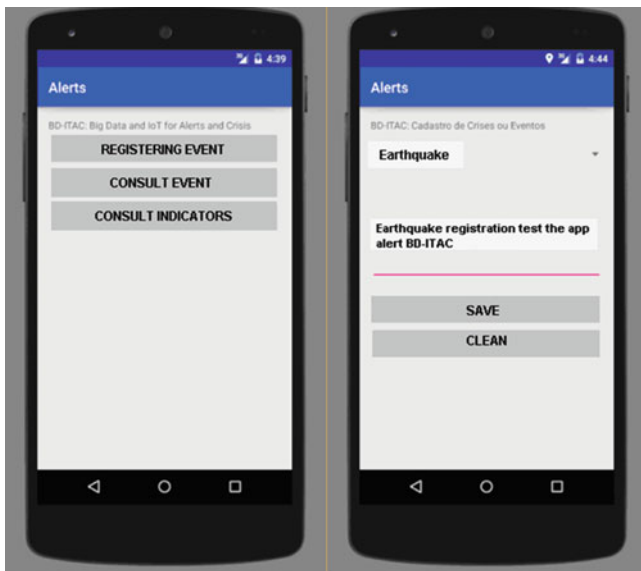 4:39
Alerts
BD-ITAC: Big Data and IoT for Alerts and Crisis
REGISTERING EVENT
CONSULT EVENT
CONSULT INDICATORS
4:44
Alerts
BD-ITAC: Cadastro de Crises ou Eventos
Earthquake
Earthquake registration test the app
alert BD-ITAC
SAVE
CLEAN